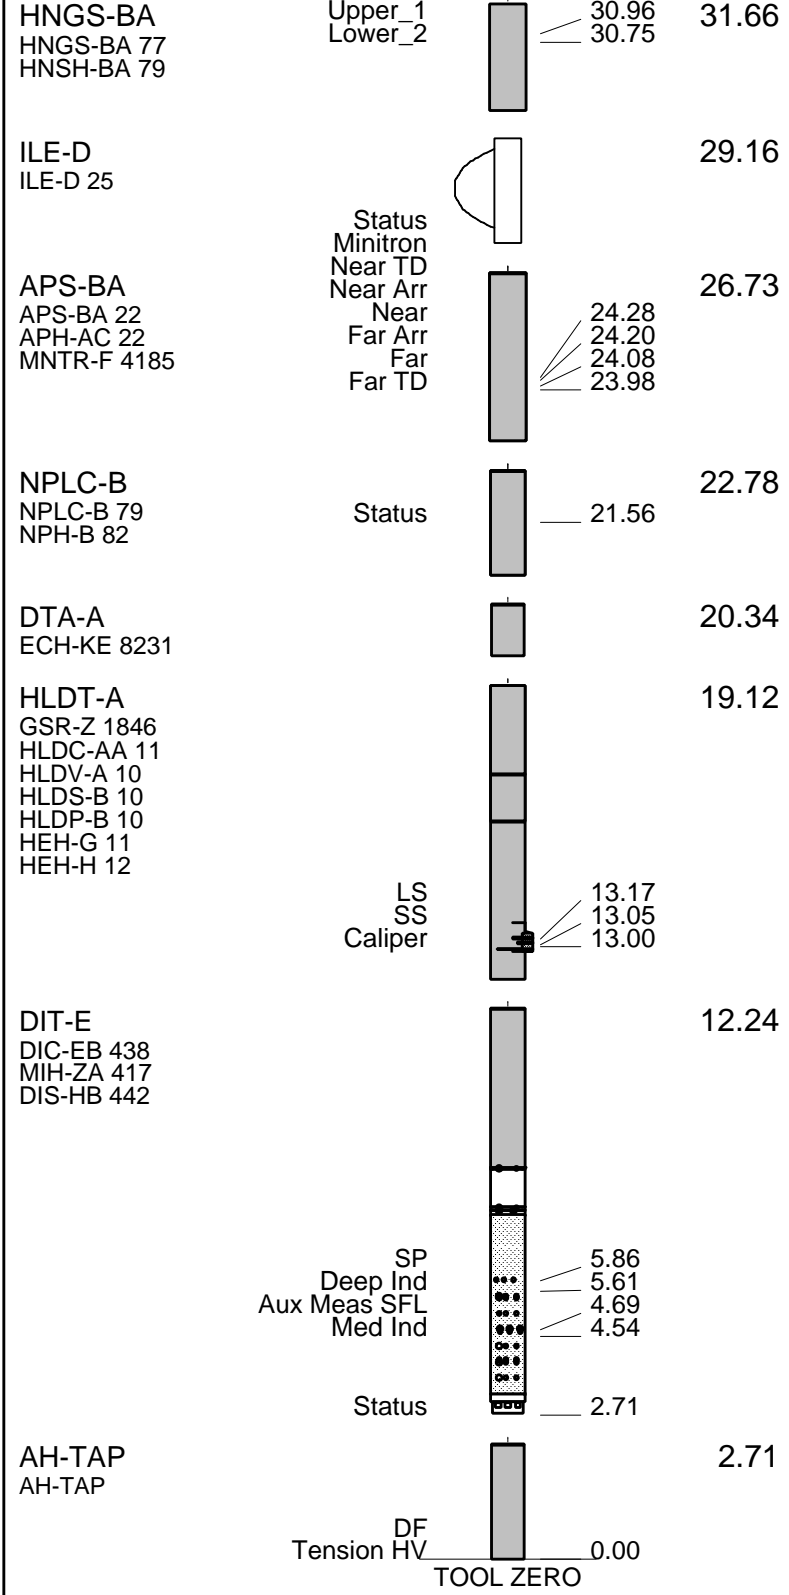 HNGS-BA Upper_1 30.96 31.66
HNGS-BA 77 Lower_2 30.75
HNSH-BA 79
ILE-D 29.16
ILE-D 25
Status
Minitron
Near TD
APS-BA Near Arr 26.73
APS-BA 22 Near 24.28
APH-AC 22 Far Arr 24.20
MNTR-F 4185 Far 24.08
Far TD 23.98
NPLC-B 22.78
NPLC-B 79 Status 21.56
NPH-B 82
DTA-A 20.34
ECH-KE 8231
HLDT-A 19.12
GSR-Z 1846
HLDC-AA 11
HLDV-A 10
HLDS-B 10
HLDP-B 10
HEH-G 11
HEH-H 12
LS 13.17
SS 13.05
Caliper 13.00
DIT-E 12.24
DIC-EB 438
MIH-ZA 417
DIS-HB 442
SP 5.86
Deep Ind 5.61
Aux Meas SFL 4.69
Med Ind 4.54
Status 2.71
AH-TAP 2.71
AH-TAP
DF
Tension HV 0.00
TOOL ZERO